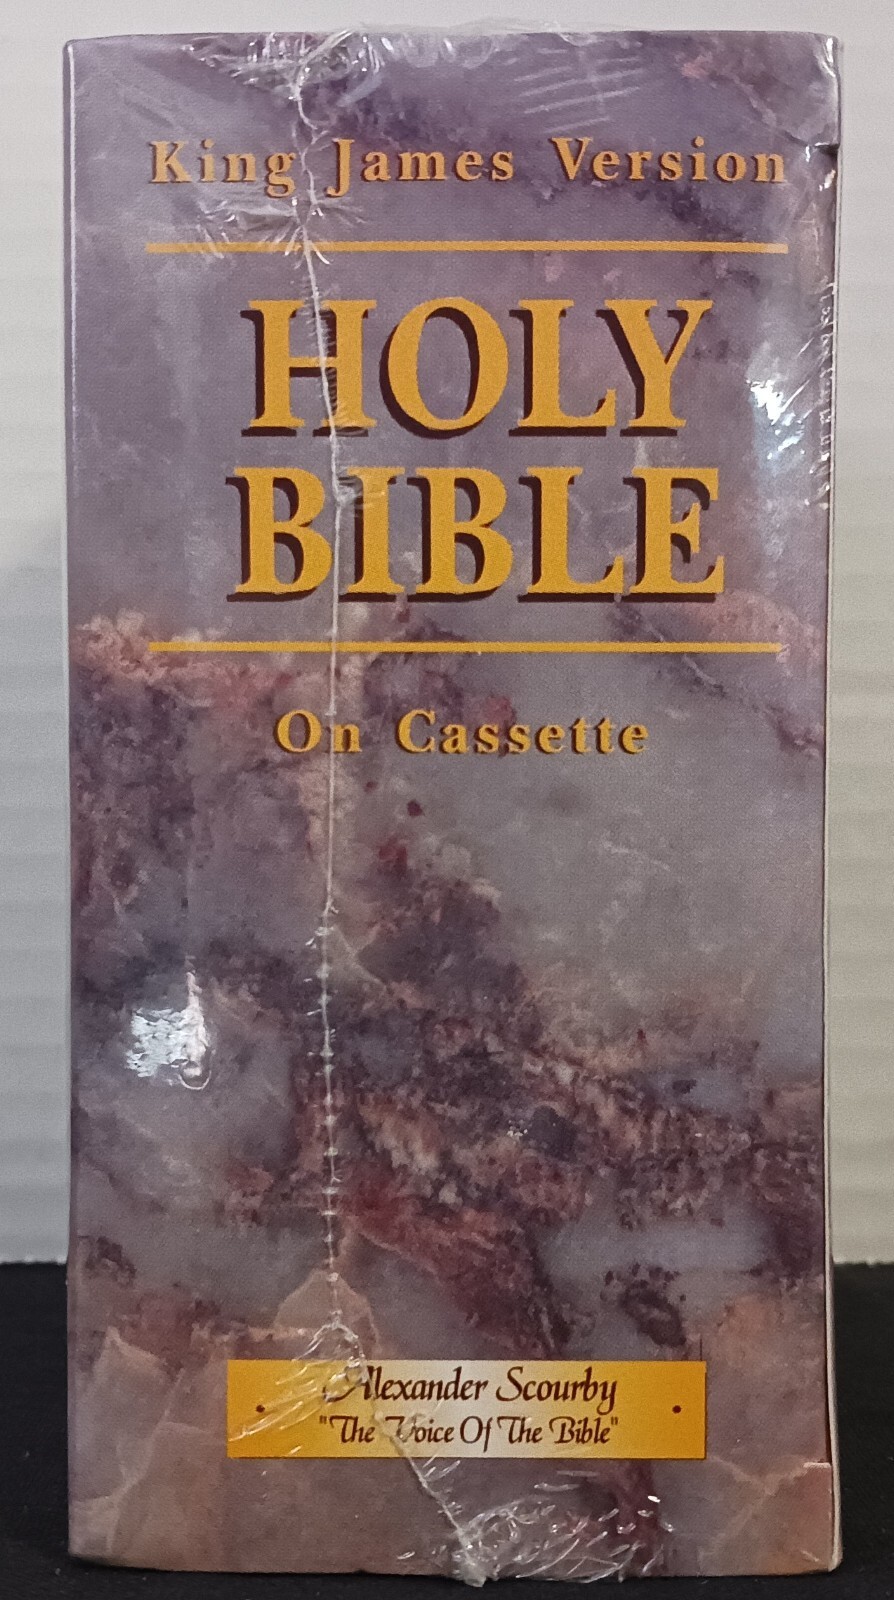 King James Version
HOLY
BIBLE
On Cassette
Alexander Scourby
"The Voice Of The Bible"